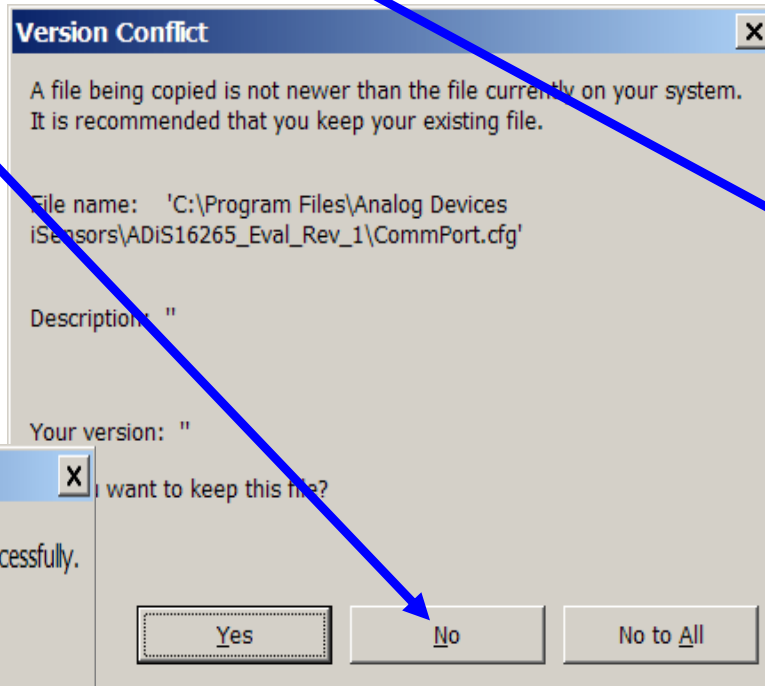 Version Conflict
A file being copied is not newer than the file currently on your system.
It is recommended that you keep your existing file.
File name: 'C:\Program Files\Analog Devices
iSensors\ADiS16265_Eval_Rev_1\CommPort.cfg'
Description: ''
Your version: ''
want to keep this file?
cessfully.
Yes
No
No to All